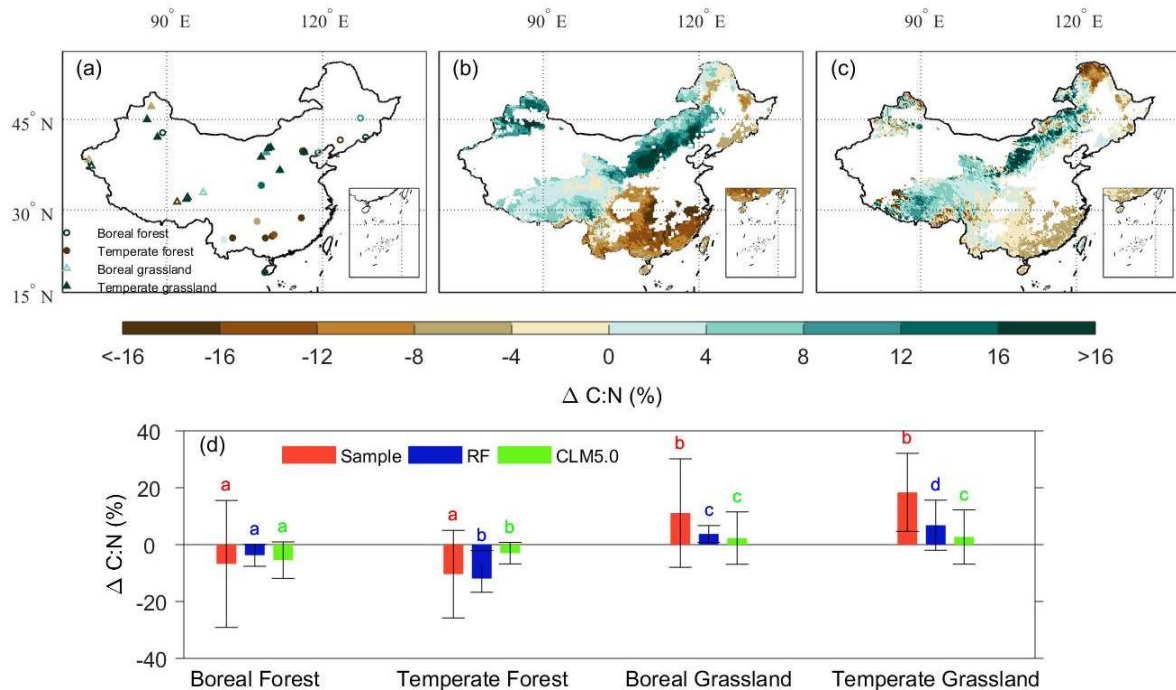 90° E 120° E 90° E 120° E 90° E 120° E
(a) (b) (c)
45° N
30° N
15° N
Boreal forest
Temperate forest
Boreal grassland
Temperate grassland
<-16 -16 -12 -8 -4 0 4 8 12 16 >16
Δ C:N (%)
(d)
Sample RF CLM5.0
Δ C:N (%)
40
20
0
-20
-40
a a a
a b b
b c c
b d c
Boreal Forest Temperate Forest Boreal Grassland Temperate Grassland